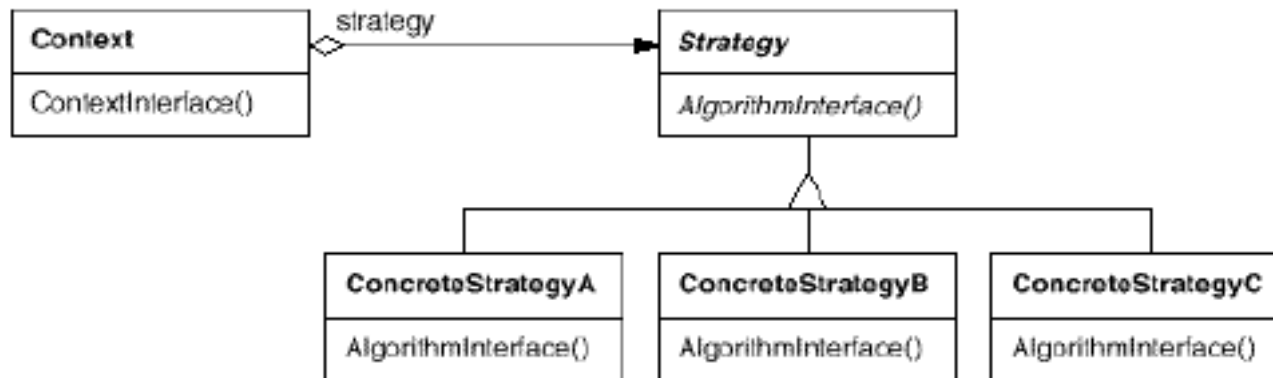 Context
ContextInterface()
strategy
Strategy
AlgorithmInterface()
ConcreteStrategyA
AlgorithmInterface()
ConcreteStrategyB
AlgorithmInterface()
ConcreteStrategyC
AlgorithmInterface()